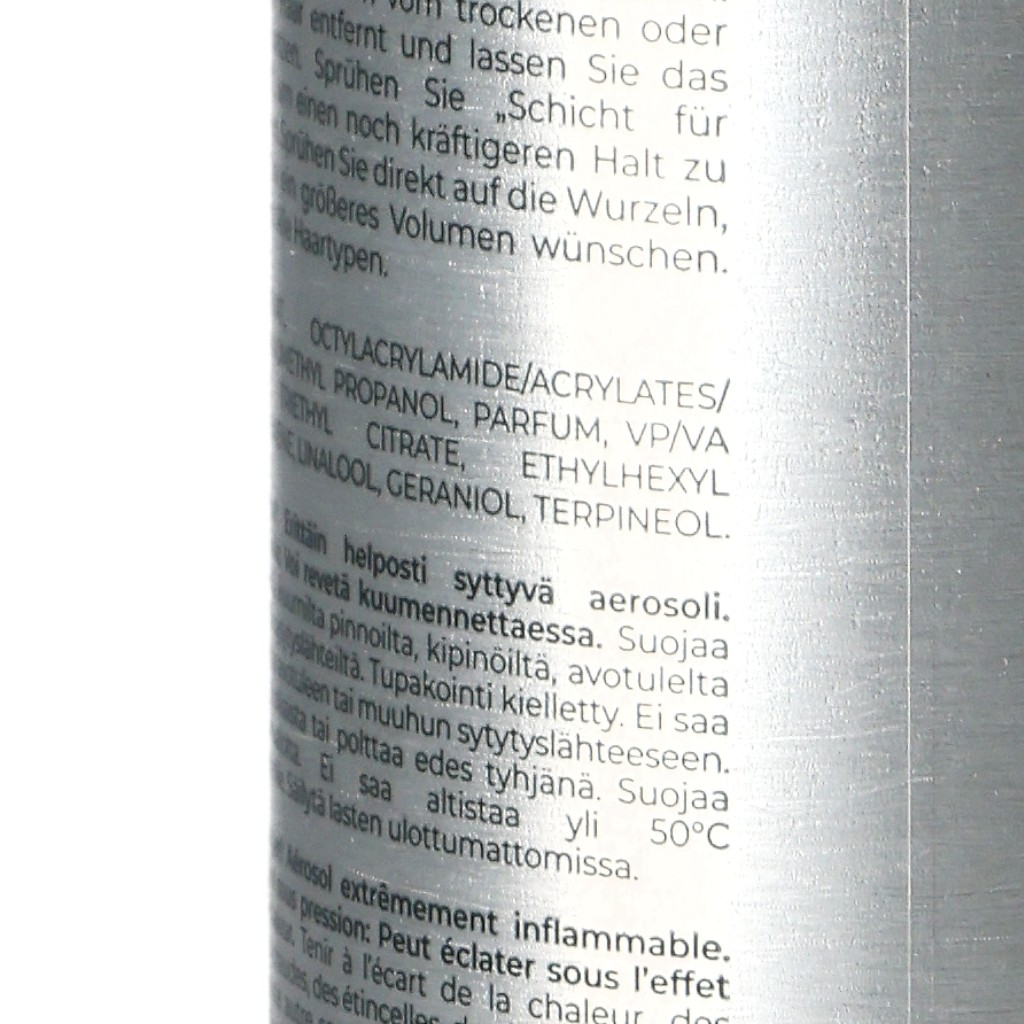 vom trockenen oder
entfernt und lassen Sie das
Sprühen Sie „Schicht für
einen noch kräftigeren Halt zu
Sprühen Sie direkt auf die Wurzeln,
größeres Volumen wünschen.
Haartypen.
OCTYLACRYLAMIDE/ACRYLATES/
PROPANOL, PARFUM, VP/VA
CITRATE, ETHYLHEXYL
LINALOOL, GERANIOL, TERPINEOL.
Erittäin helposti syttyvä aerosoli.
Voi revetä kuumennettaessa. Suojaa
pinnoilta, kipinöiltä, avotulelta
Tupakointi kielletty. Ei saa
tai muuhun sytytyslähteeseen.
tai polttaa edes tyhjänä. Suojaa
Ei saa altistaa yli 50°C
Säilytä lasten ulottumattomissa.
Aérosol extrêmement inflammable.
pression: Peut éclater sous l'effet
Tenir à l'écart de la chaleur, des
des étincelles